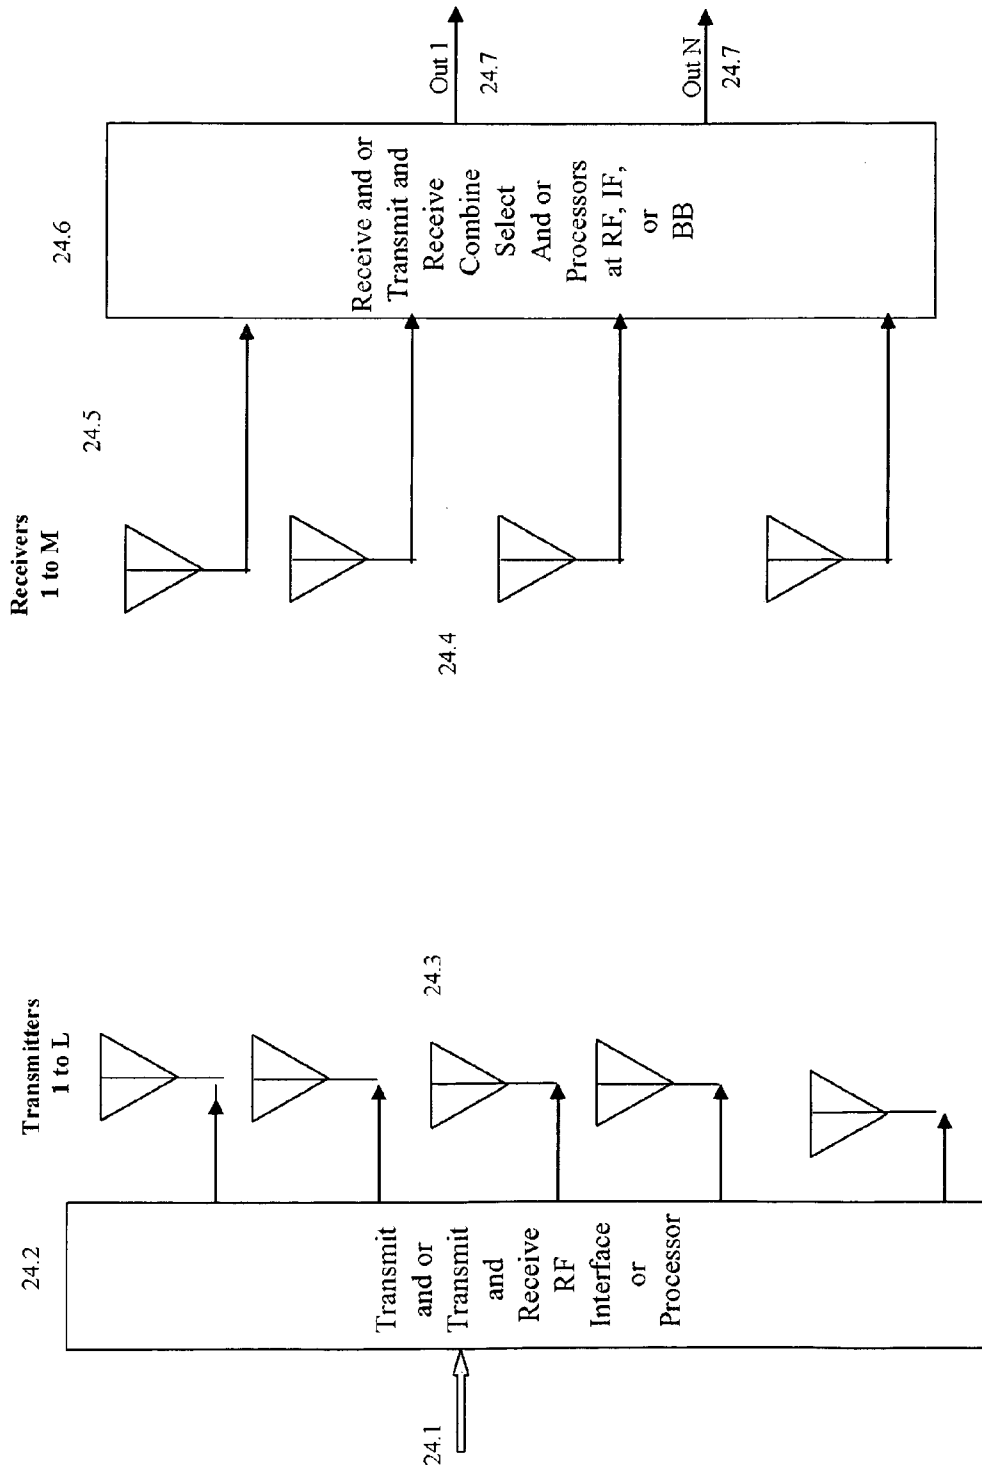 24.1
24.2
Transmit
and or
Transmit
and
Receive
RF
Interface
or
Processor
Transmitters
1 to L
24.3
24.4
Receivers
1 to M
24.5
24.6
Receive and or
Transmit and
Receive
Combine
Select
And or
Processors
at RF, IF,
or
BB
Out 1
24.7
Out N
24.7